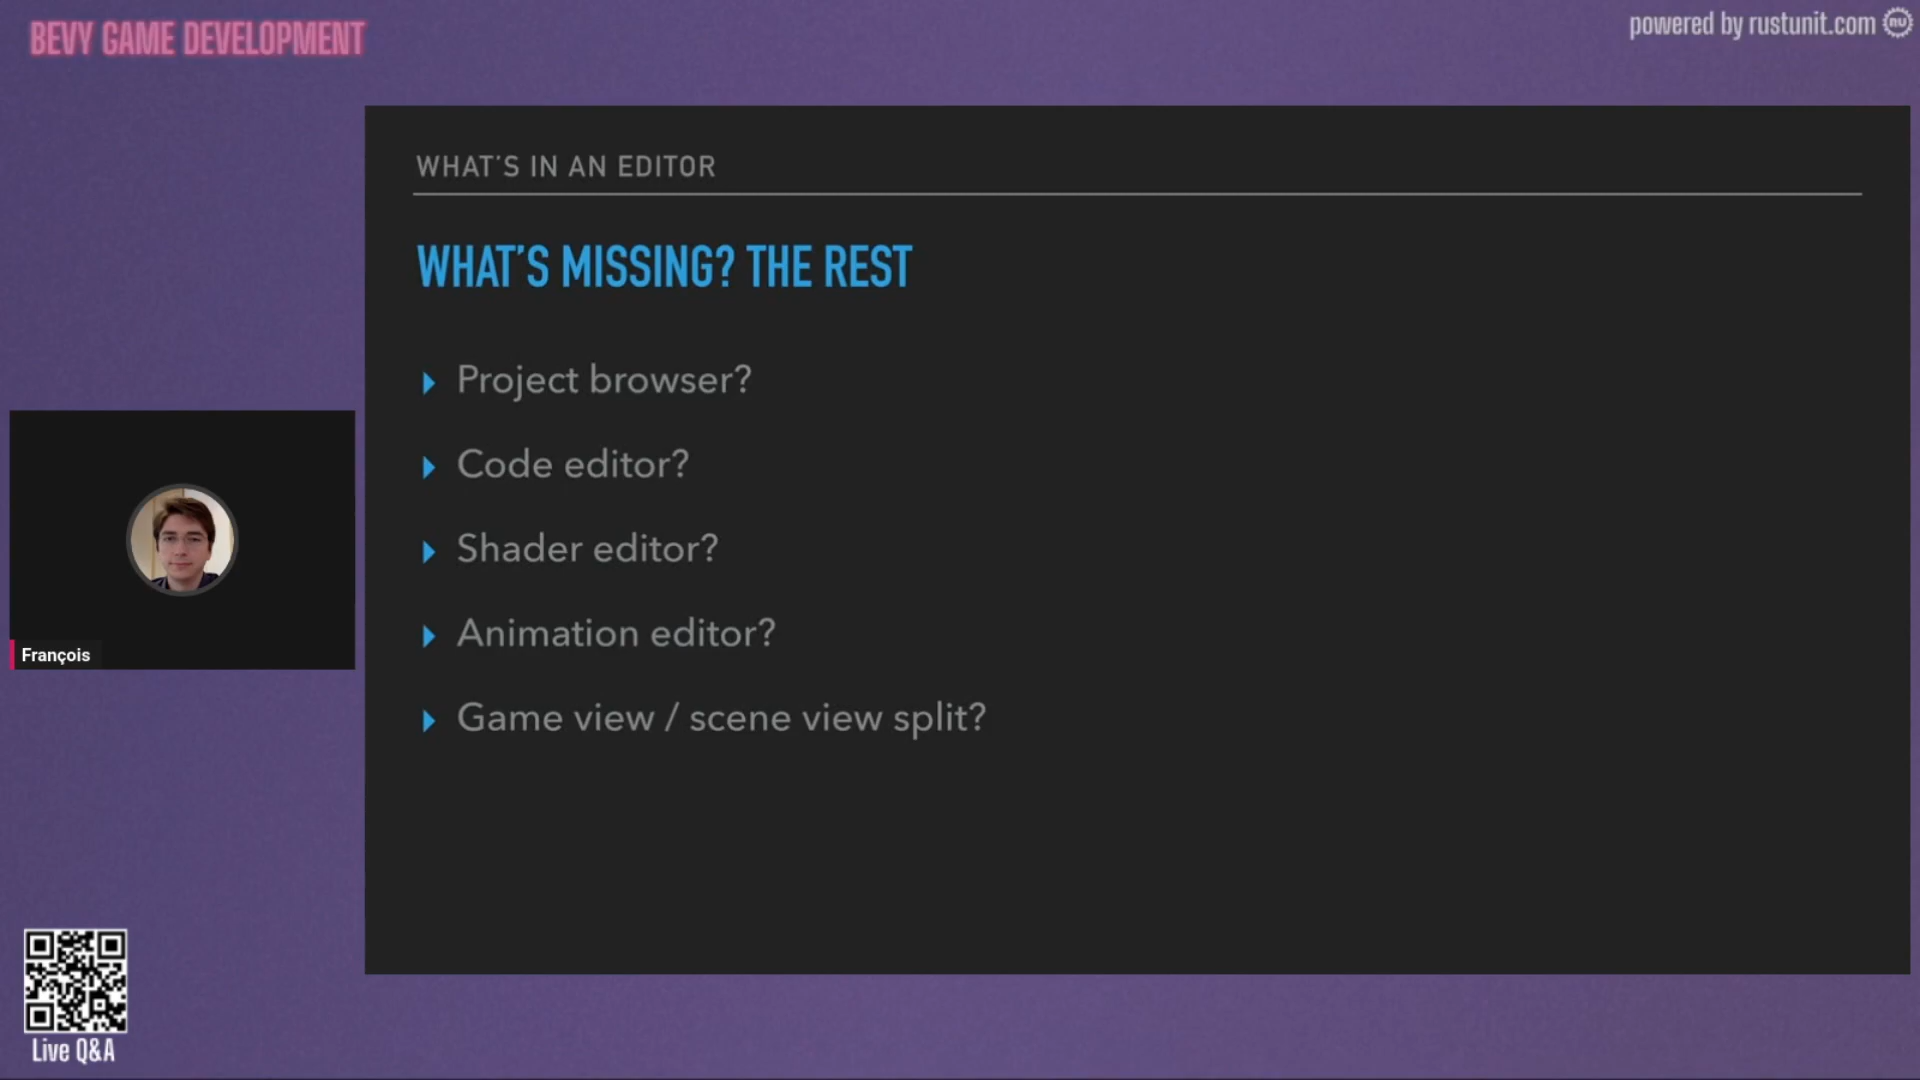 BEVY GAME DEVELOPMENT
powered by rustunit.com
RU
WHAT'S IN AN EDITOR
WHAT'S MISSING? THE REST
Project browser?
Code editor?
Shader editor?
Animation editor?
Game view / scene view split?
François
Live Q&A